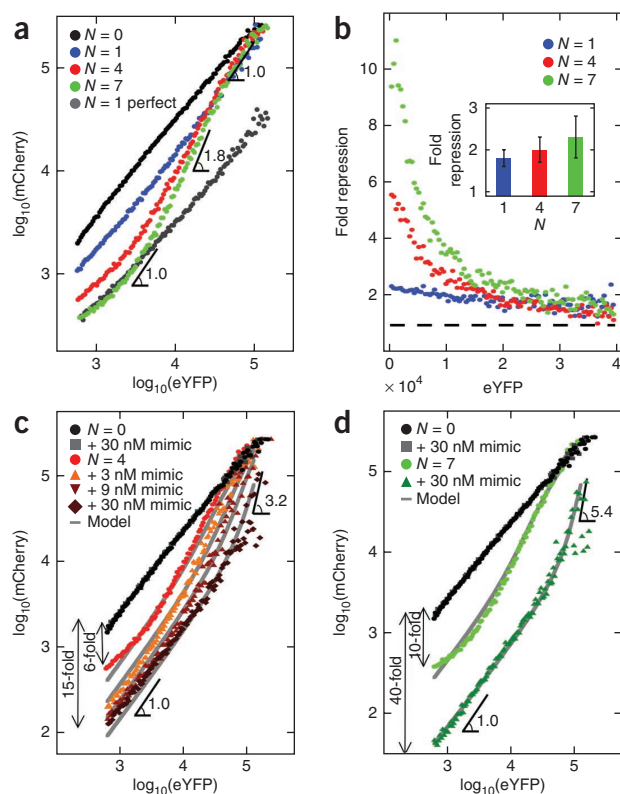 a
N = 0
N = 1
N = 4
N = 7
N = 1 perfect
1.0
1.8
1.0
5
4
3
3
4
5
log10(mCherry)
log10(eYFP)
b
N = 1
N = 4
N = 7
10
8
6
4
2
Fold repression
3
2
1
Fold
repression
1
4
7
N
0
1
2
3
4
× 10⁴
eYFP
c
N = 0
+ 30 nM mimic
N = 4
+ 3 nM mimic
+ 9 nM mimic
+ 30 nM mimic
Model
3.2
1.0
15-fold
6-fold
5
4
3
2
3
4
5
log10(mCherry)
log10(eYFP)
d
N = 0
+ 30 nM mimic
N = 7
+ 30 nM mimic
Model
5.4
1.0
40-fold
10-fold
5
4
3
2
3
4
5
log10(mCherry)
log10(eYFP)